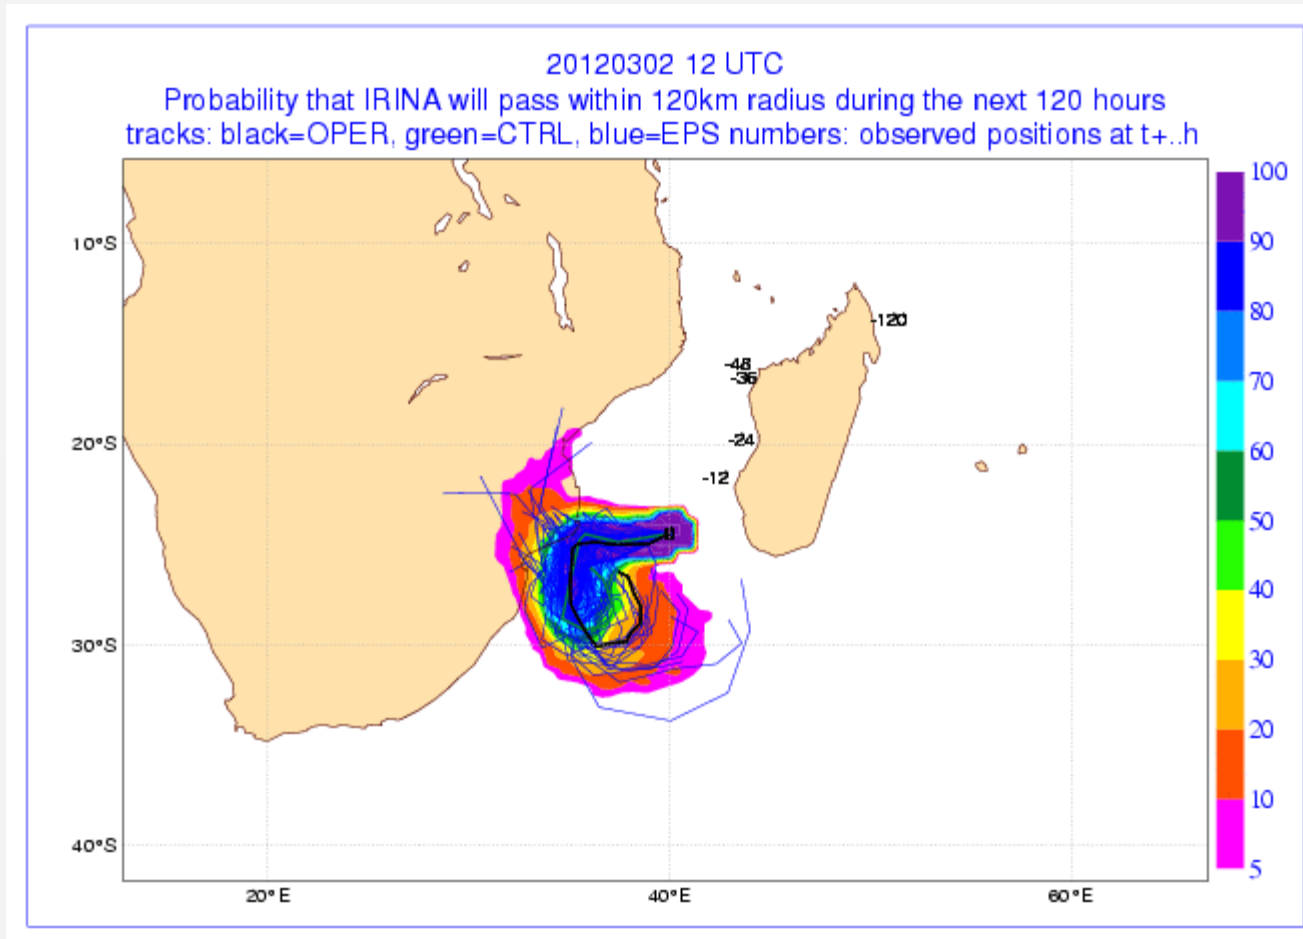 20120302 12 UTC
Probability that IRINA will pass within 120km radius during the next 120 hours
tracks: black=OPER, green=CTRL, blue=EPS numbers: observed positions at t+..h
100
90
80
70
60
50
40
30
20
10
5
10°S
20°S
30°S
40°S
-120
-48
-36
-24
-12
0
20°E
40°E
60°E